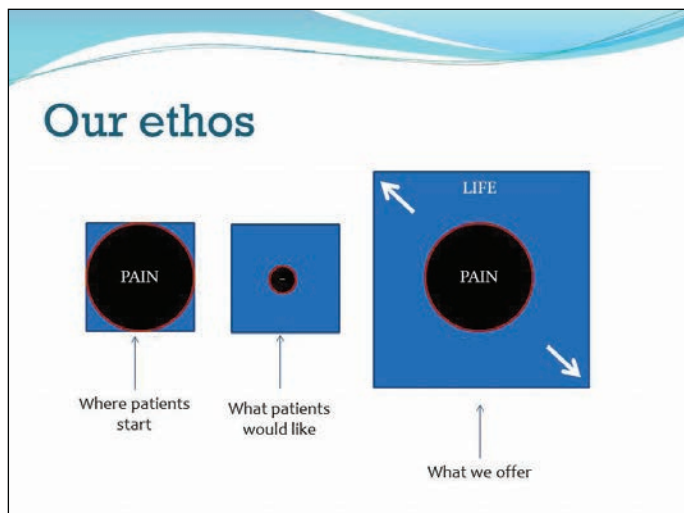 Our ethos
PAIN
Where patients
start
What patients
would like
LIFE
PAIN
What we offer